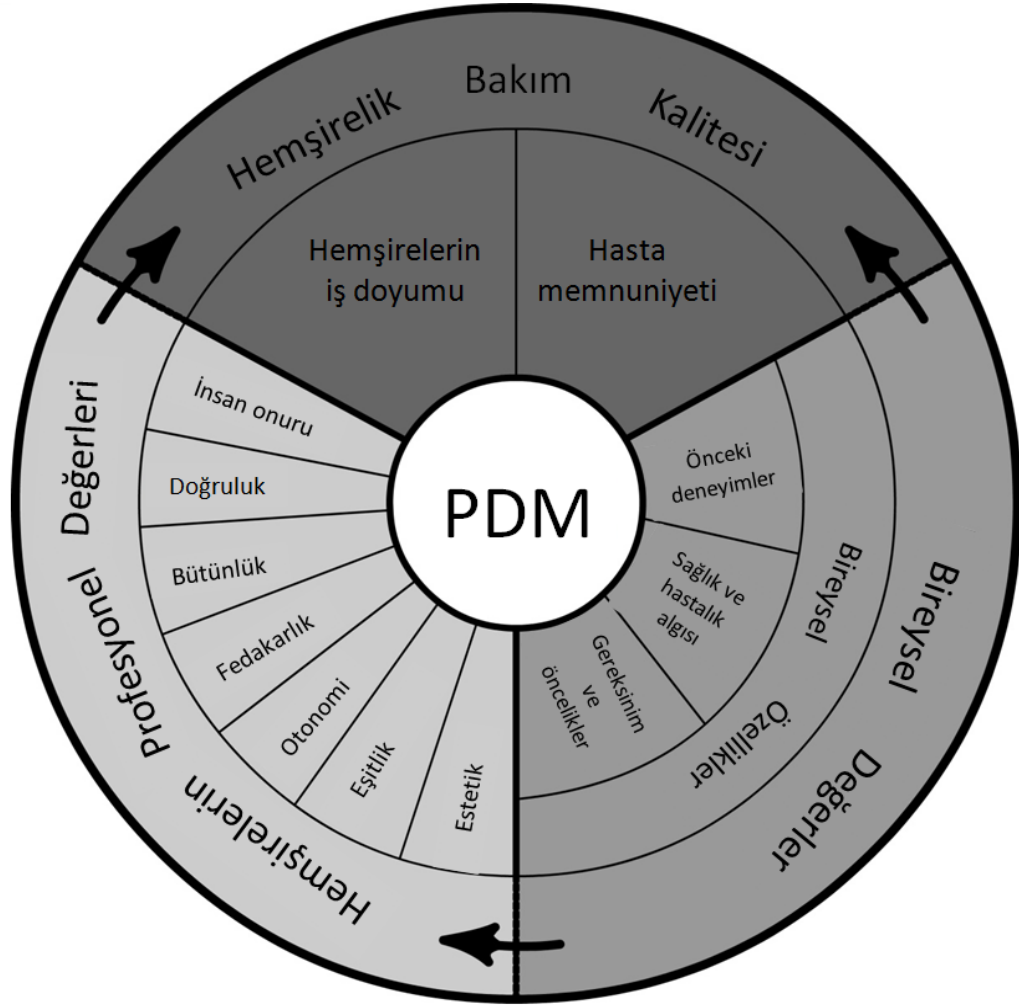 Hemşirelik Bakım Kalitesi
Hemşirelerin
iş doyumu
Hasta
memnuniyeti
PDM
Önceki
deneyimler
Sağlık ve
hastalık
algısı
Gereksinim
ve
öncelikler
Bireysel Özellikler
Bireysel Değerler
Hemşirelerin Profesyonel Değerleri
İnsan onuru
Doğruluk
Bütünlük
Fedakarlık
Otonomi
Eşitlik
Estetik